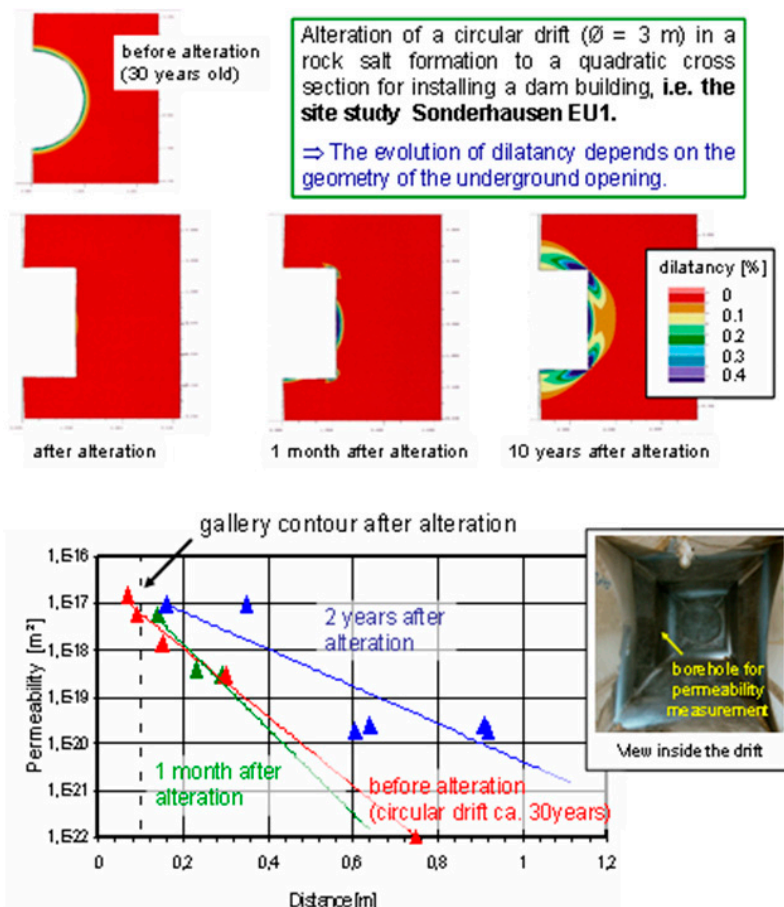 before alteration
(30 years old)
Alteration of a circular drift (Ø = 3 m) in a
rock salt formation to a quadratic cross
section for installing a dam building, i.e. the
site study Sonderhausen EU1.
⇒ The evolution of dilatancy depends on the
geometry of the underground opening.
dilatancy [%]
0
0.1
0.2
0.3
0.4
after alteration
1 month after alteration
10 years after alteration
gallery contour after alteration
Permeability [m²]
1,E16
1,E17
1,E18
1,E19
1,E20
1,E21
1,E22
2 years after
alteration
1 month after
alteration
before alteration
(circular drift ca. 30years)
0
0,2
0,4
0,6
0,8
1
1,2
Distance[m]
borehole for
permeability
measurement
View inside the drift